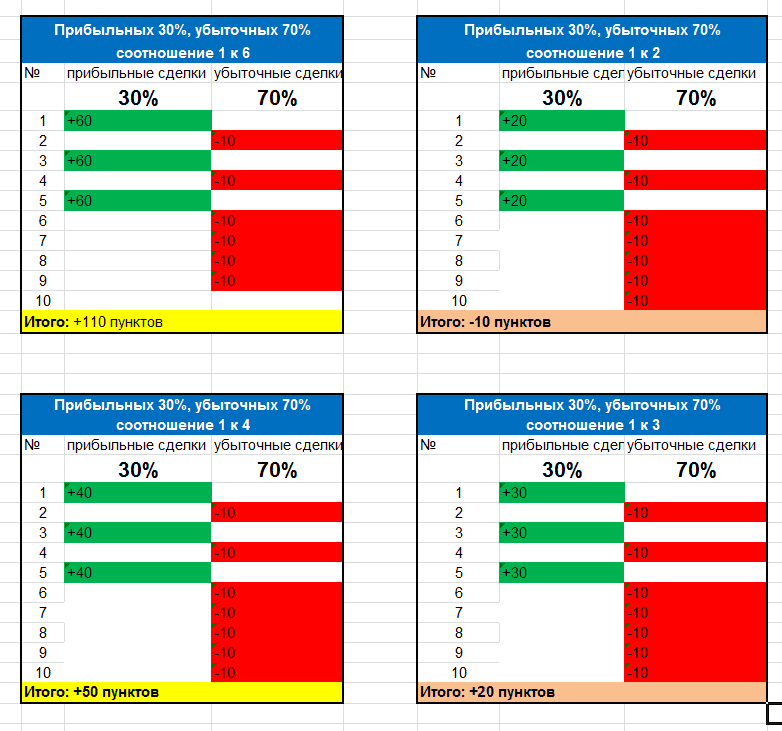 Прибыльных 30%, убыточных 70%
соотношение 1 к 6
№ прибыльные сделки убыточные сделки
30% 70%
1 +60
2 -10
3 +60
4 -10
5 +60
6 -10
7 -10
8 -10
9 -10
10
Итого: +110 пунктов
Прибыльных 30%, убыточных 70%
соотношение 1 к 2
№ прибыльные сдел убыточные сделки
30% 70%
1 +20
2 -10
3 +20
4 -10
5 +20
6 -10
7 -10
8 -10
9 -10
10 -10
Итого: -10 пунктов
Прибыльных 30%, убыточных 70%
соотношение 1 к 4
№ прибыльные сделки убыточные сделки
30% 70%
1 +40
2 -10
3 +40
4 -10
5 +40
6 -10
7 -10
8 -10
9 -10
10 -10
Итого: +50 пунктов
Прибыльных 30%, убыточных 70%
соотношение 1 к 3
№ прибыльные сдел убыточные сделки
30% 70%
1 +30
2 -10
3 +30
4 -10
5 +30
6 -10
7 -10
8 -10
9 -10
10 -10
Итого: +20 пунктов